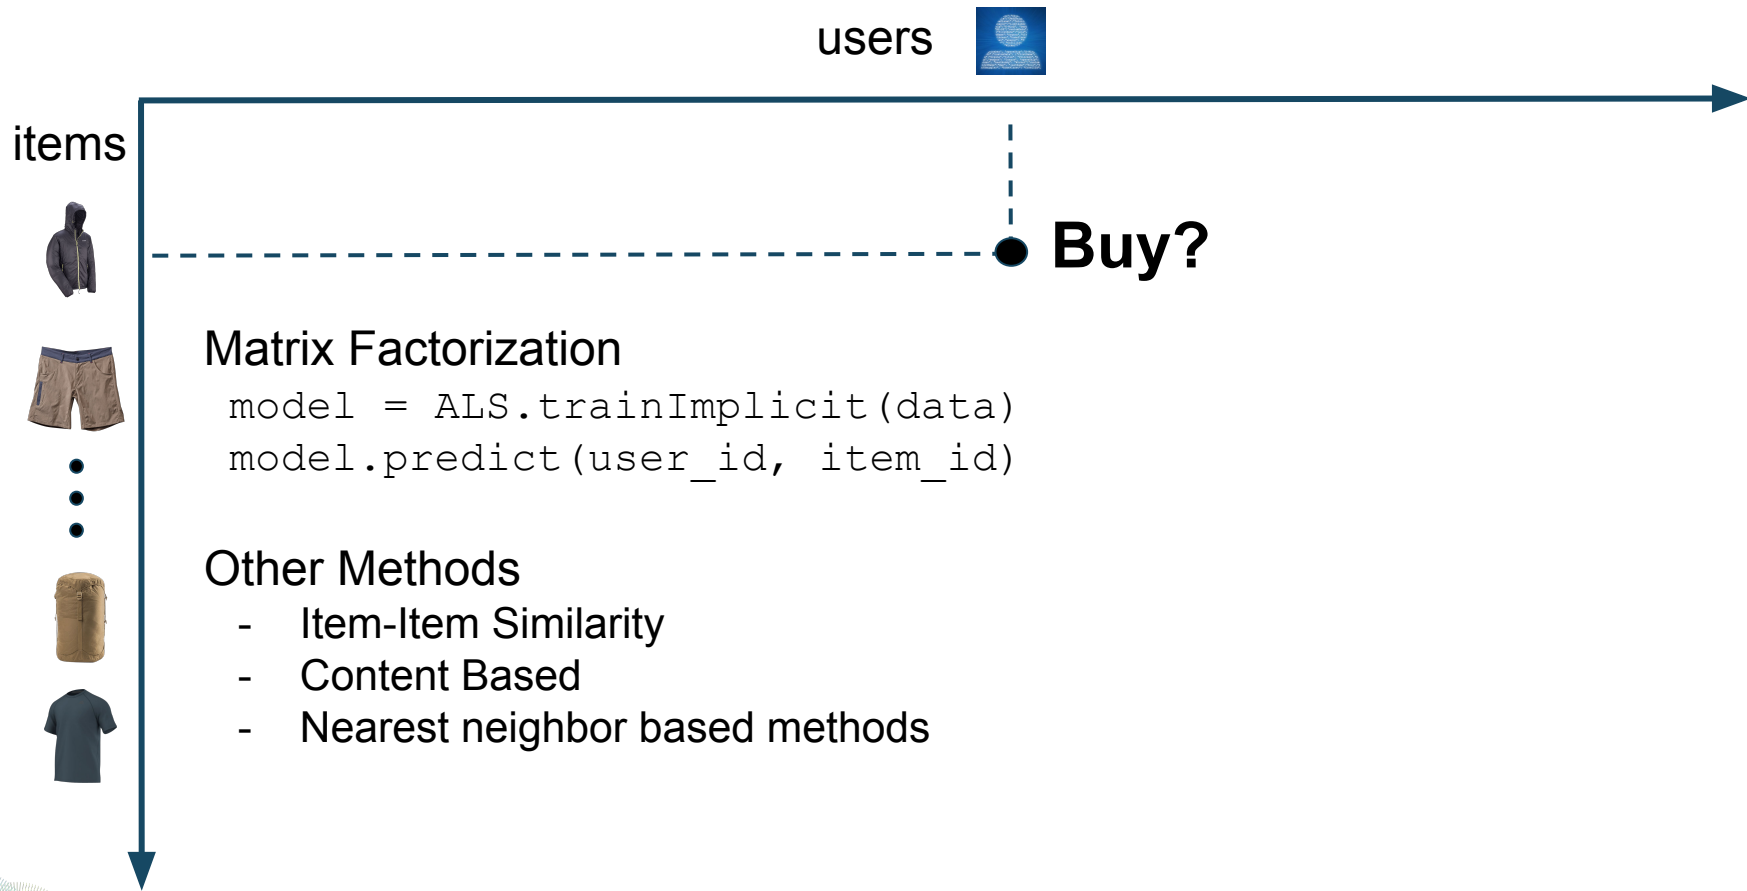 users
items
Buy?
Matrix Factorization
model = ALS.trainImplicit(data)
model.predict(user_id, item_id)
Other Methods
- Item-Item Similarity
- Content Based
- Nearest neighbor based methods